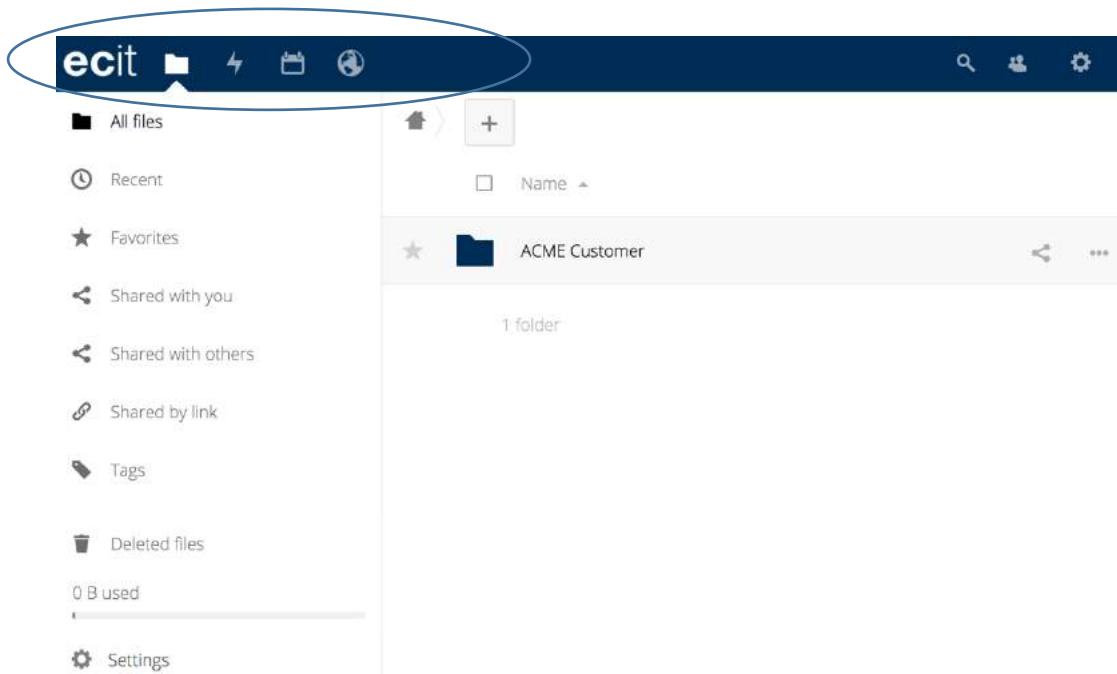 ecit
All files
Recent
Favorites
Shared with you
Shared with others
Shared by link
Tags
Deleted files
0 B used
Settings
+
Name
ACME Customer
1 folder